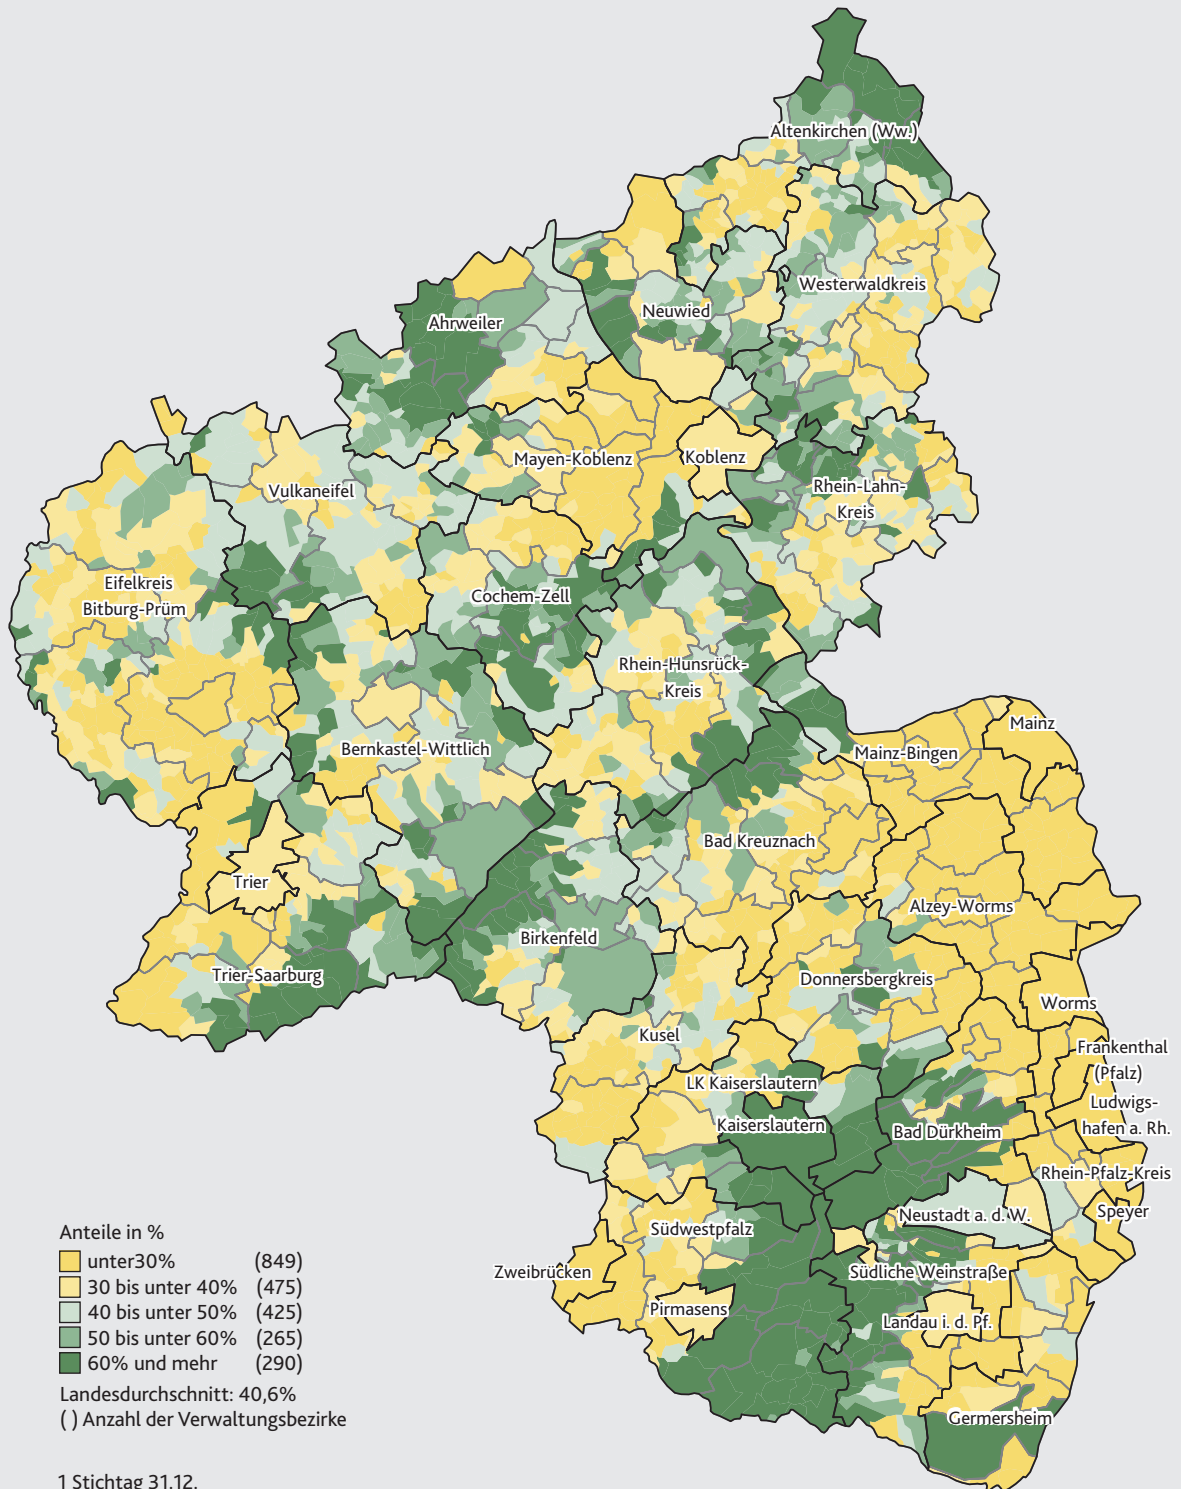 Altenkirchen (Ww.)
Westerwaldkreis
Neuwied
Ahrweiler
Mayen-Koblenz
Koblenz
Rhein-Lahn-
Kreis
Vulkaneifel
Eifelkreis
Bitburg-Prüm
Cochem-Zell
Rhein-Hunsrück-
Kreis
Mainz
Mainz-Bingen
Bernkastel-Wittlich
Bad Kreuznach
Trier
Alzey-Worms
Birkenfeld
Trier-Saarburg
Donnersbergkreis
Worms
Kusel
Frankenthal
(Pfalz)
LK Kaiserslautern
Ludwigs-
hafen a. Rh.
Kaiserslautern
Bad Dürkheim
Rhein-Pfalz-Kreis
Neustadt a. d. W.
Speyer
Südwestpfalz
Zweibrücken
Südliche Weinstraße
Pirmasens
Landau i. d. Pf.
Germersheim
Anteile in %
unter30% (849)
30 bis unter 40% (475)
40 bis unter 50% (425)
50 bis unter 60% (265)
60% und mehr (290)
Landesdurchschnitt: 40,6%
( ) Anzahl der Verwaltungsbezirke
1 Stichtag 31.12.